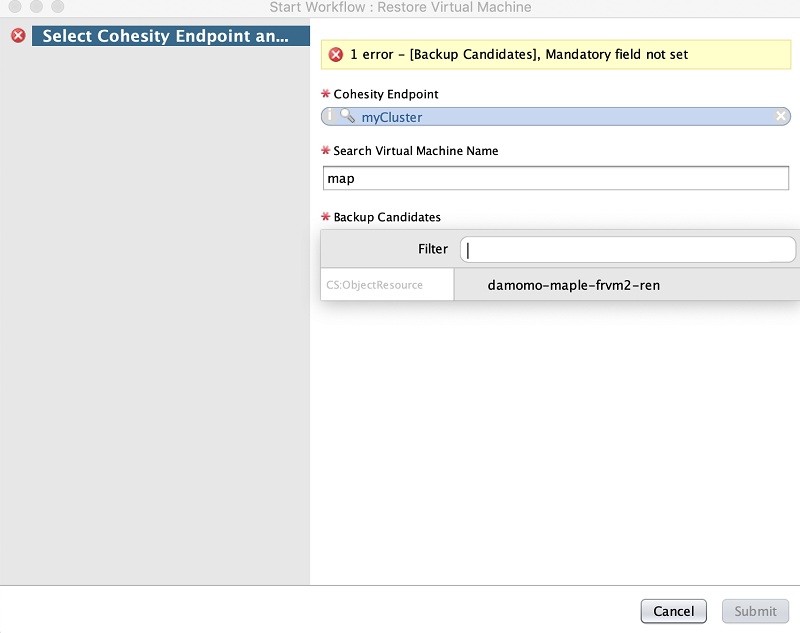 Start Workflow : Restore Virtual Machine
Select Cohesity Endpoint an...
1 error - [Backup Candidates], Mandatory field not set
* Cohesity Endpoint
i myCluster
* Search Virtual Machine Name
map
* Backup Candidates
Filter
CS:ObjectResource damomo-maple-frvm2-ren
Cancel Submit